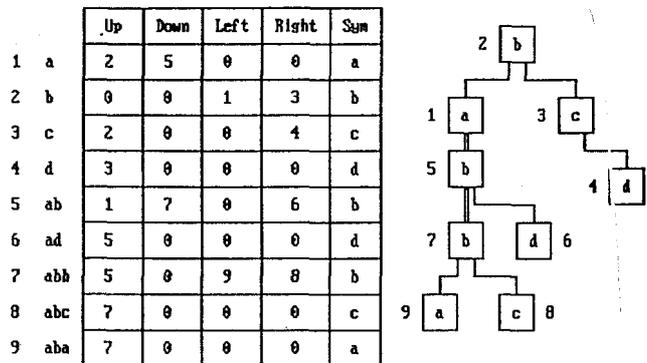 Up Down Left Right Sym
1 a 2 5 0 0 a
2 b 0 0 1 3 b
3 c 2 0 0 4 c
4 d 3 0 0 0 d
5 ab 1 7 0 6 b
6 ad 5 0 0 0 d
7 abb 5 0 9 8 b
8 abc 7 0 0 0 c
9 aba 7 0 0 0 a
2 b
1 a 3 c
5 b 4 d
7 b d 6
9 a c 8